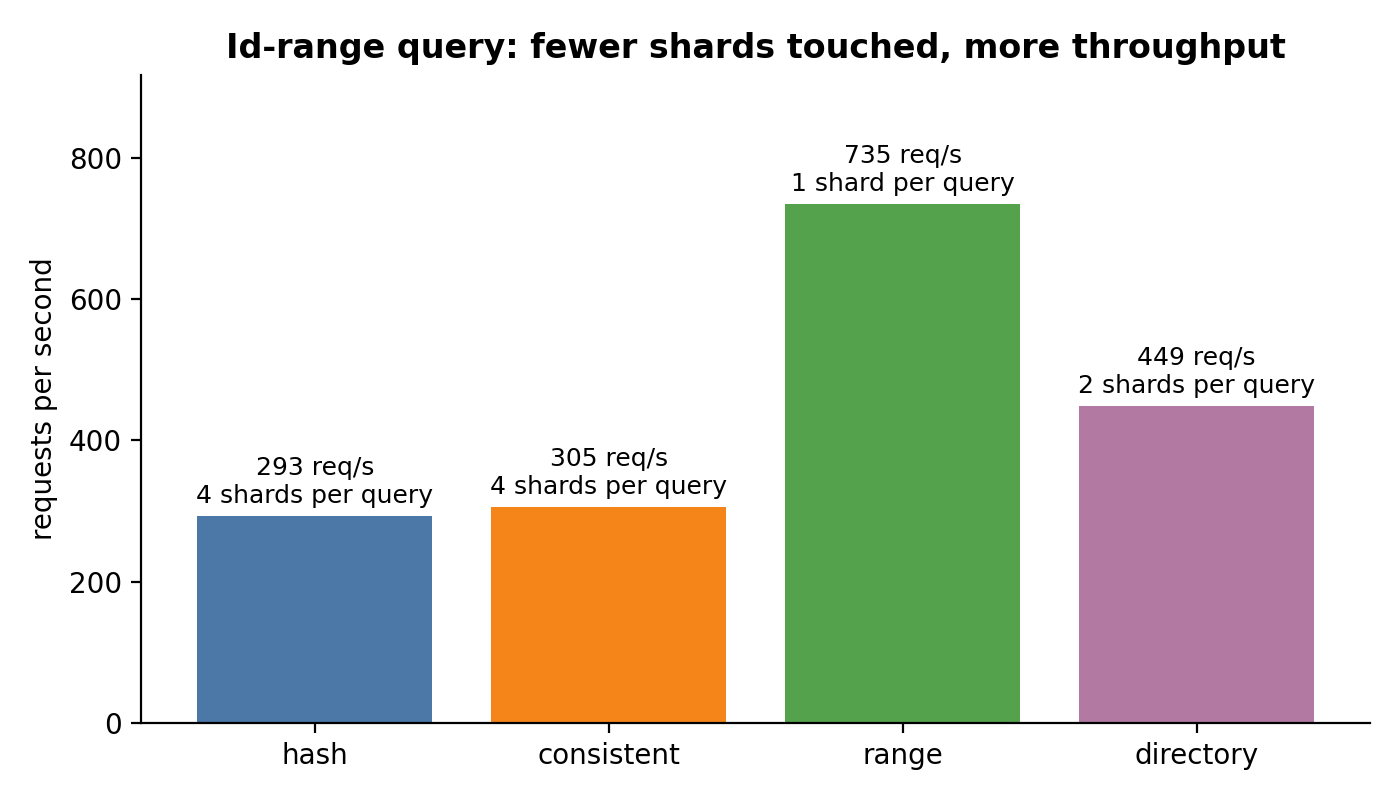 Id-range query: fewer shards touched, more throughput
requests per second
800
600
400
200
0
293 req/s
4 shards per query
305 req/s
4 shards per query
735 req/s
1 shard per query
449 req/s
2 shards per query
hash
consistent
range
directory